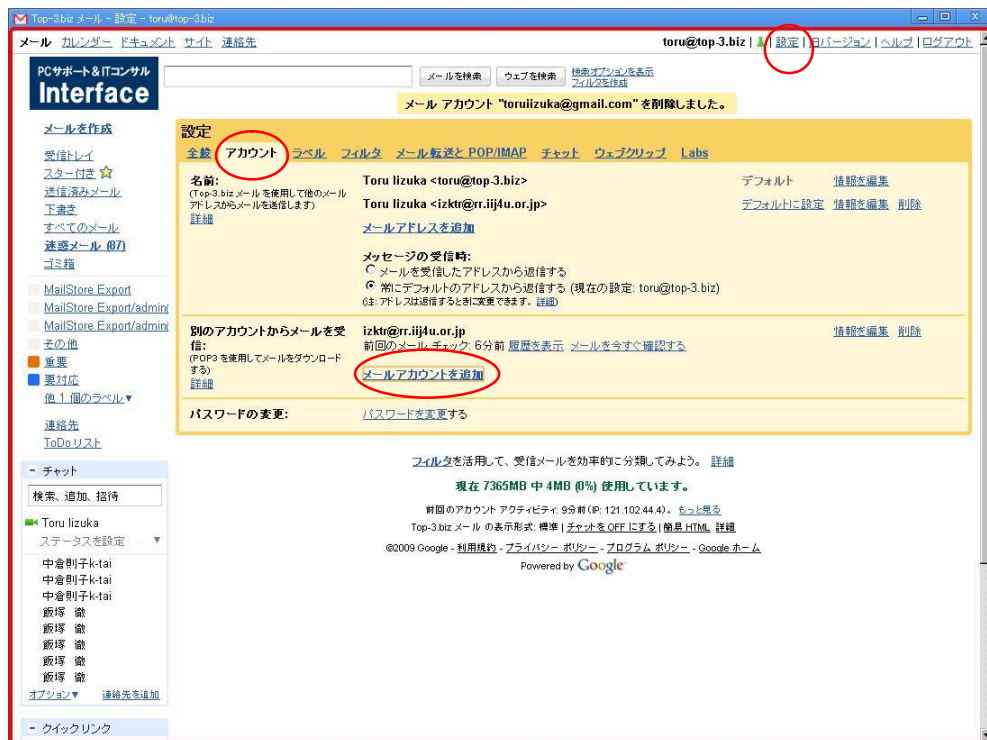 Top-3.biz メール - 設定 - toru@top-3.biz
メール カレンダー ドキュメント サイト 連絡先
toru@top-3.biz | 設定 | 旧バージョン | ヘルプ | ログアウト
PCサポート&ITコンサル
Interface
メールを検索 ウェブを検索 検索オプションを表示
フィルタを作成
メール アカウント "toruiizuka@gmail.com" を削除しました。
メールを作成
受信トレイ
スター付き
送信済みメール
下書き
すべてのメール
迷惑メール (87)
ゴミ箱
MailStore Export
MailStore Export/admini
MailStore Export/admini
その他
重要
要対応
他 1 個のラベル▼
連絡先
ToDo リスト
− チャット
検索、追加、招待
Toru Iizuka
ステータスを設定 ▼
中倉則子k-tai
中倉則子k-tai
中倉則子k-tai
飯塚 徹
飯塚 徹
飯塚 徹
飯塚 徹
飯塚 徹
オプション▼ 連絡先を追加
− クイックリンク
設定
全般 アカウント ラベル フィルタ メール転送と POP/IMAP チャット ウェブクリップ Labs
名前:
(Top-3.biz メール を使用して他のメール
アドレスからメールを送信します)
詳細
Toru Iizuka <toru@top-3.biz> デフォルト 情報を編集
Toru Iizuka <izktr@rr.iij4u.or.jp> デフォルトに設定 情報を編集 削除
メールアドレスを追加
メッセージの受信時:
メールを受信したアドレスから返信する
常にデフォルトのアドレスから返信する (現在の設定: toru@top-3.biz)
(注: アドレスは返信するときに変更できます。 詳細)
別のアカウントからメールを受
信:
(POP3 を使用してメールをダウンロード
する)
詳細
izktr@rr.iij4u.or.jp 情報を編集 削除
前回のメール チェック: 6分前 履歴を表示 メールを今すぐ確認する
メールアカウントを追加
パスワードの変更: パスワードを変更する
フィルタを活用して、受信メールを効率的に分類してみよう。 詳細
現在 7365MB 中 4MB (0%) 使用しています。
前回のアカウント アクティビティ: 9分前 (IP: 121.102.44.4)。 もっと見る
Top-3.biz メール の表示形式: 標準 | チャットを OFF にする | 簡易 HTML 詳細
©2009 Google - 利用規約 - プライバシー ポリシー - プログラム ポリシー - Google ホーム
Powered by Google